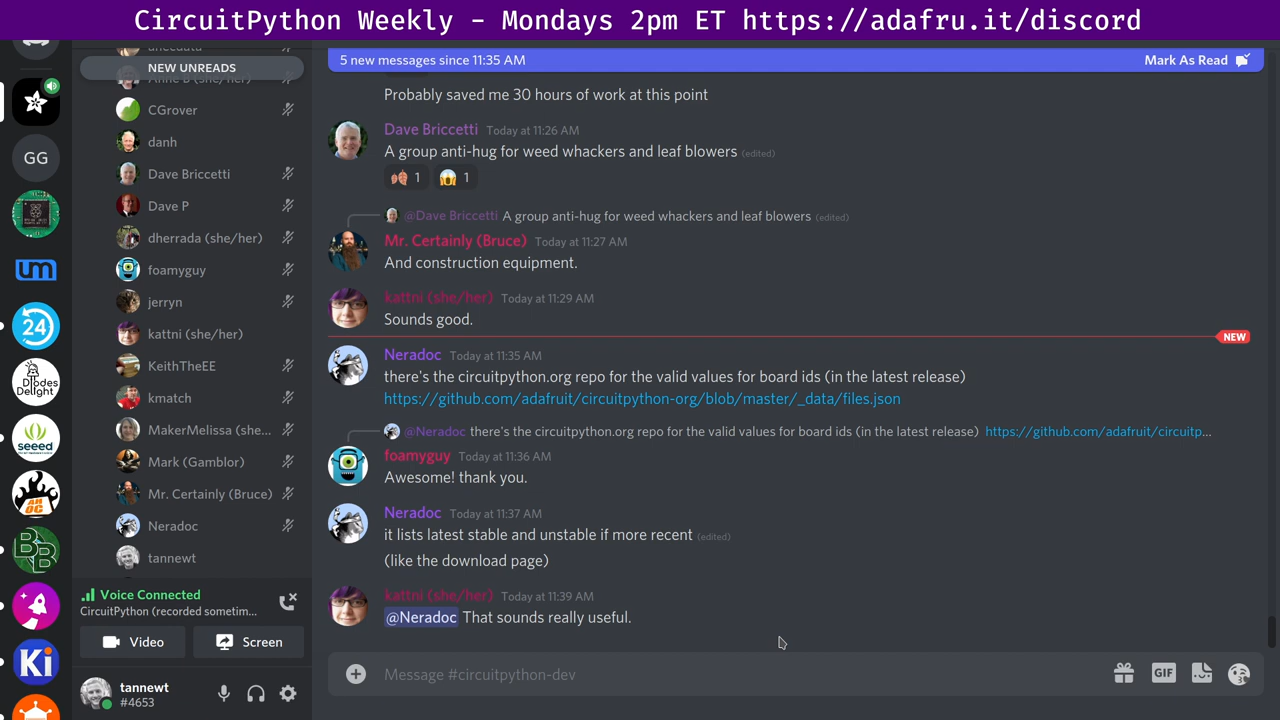 CircuitPython Weekly - Mondays 2pm ET https://adafru.it/discord
anecdata
NEW UNREADS
Anne B (she/her)
CGrover
danh
Dave Briccetti
Dave P
dherrada (she/her)
foamyguy
jerryn
kattni (she/her)
KeithTheEE
kmatch
MakerMelissa (she...
Mark (Gamblor)
Mr. Certainly (Bruce)
Neradoc
tannewt
Voice Connected
CircuitPython (recorded sometim...
Video
Screen
tannewt
#4653
GG
24
Diodes
Delight
seeed
BB
Ki
5 new messages since 11:35 AM
Mark As Read
Probably saved me 30 hours of work at this point
Dave Briccetti Today at 11:26 AM
A group anti-hug for weed whackers and leaf blowers (edited)
1 1
@Dave Briccetti A group anti-hug for weed whackers and leaf blowers (edited)
Mr. Certainly (Bruce) Today at 11:27 AM
And construction equipment.
kattni (she/her) Today at 11:29 AM
Sounds good.
NEW
Neradoc Today at 11:35 AM
there's the circuitpython.org repo for the valid values for board ids (in the latest release)
https://github.com/adafruit/circuitpython-org/blob/master/_data/files.json
@Neradoc there's the circuitpython.org repo for the valid values for board ids (in the latest release) https://github.com/adafruit/circuitp...
foamyguy Today at 11:36 AM
Awesome! thank you.
Neradoc Today at 11:37 AM
it lists latest stable and unstable if more recent (edited)
(like the download page)
kattni (she/her) Today at 11:39 AM
@Neradoc That sounds really useful.
Message #circuitpython-dev
GIF